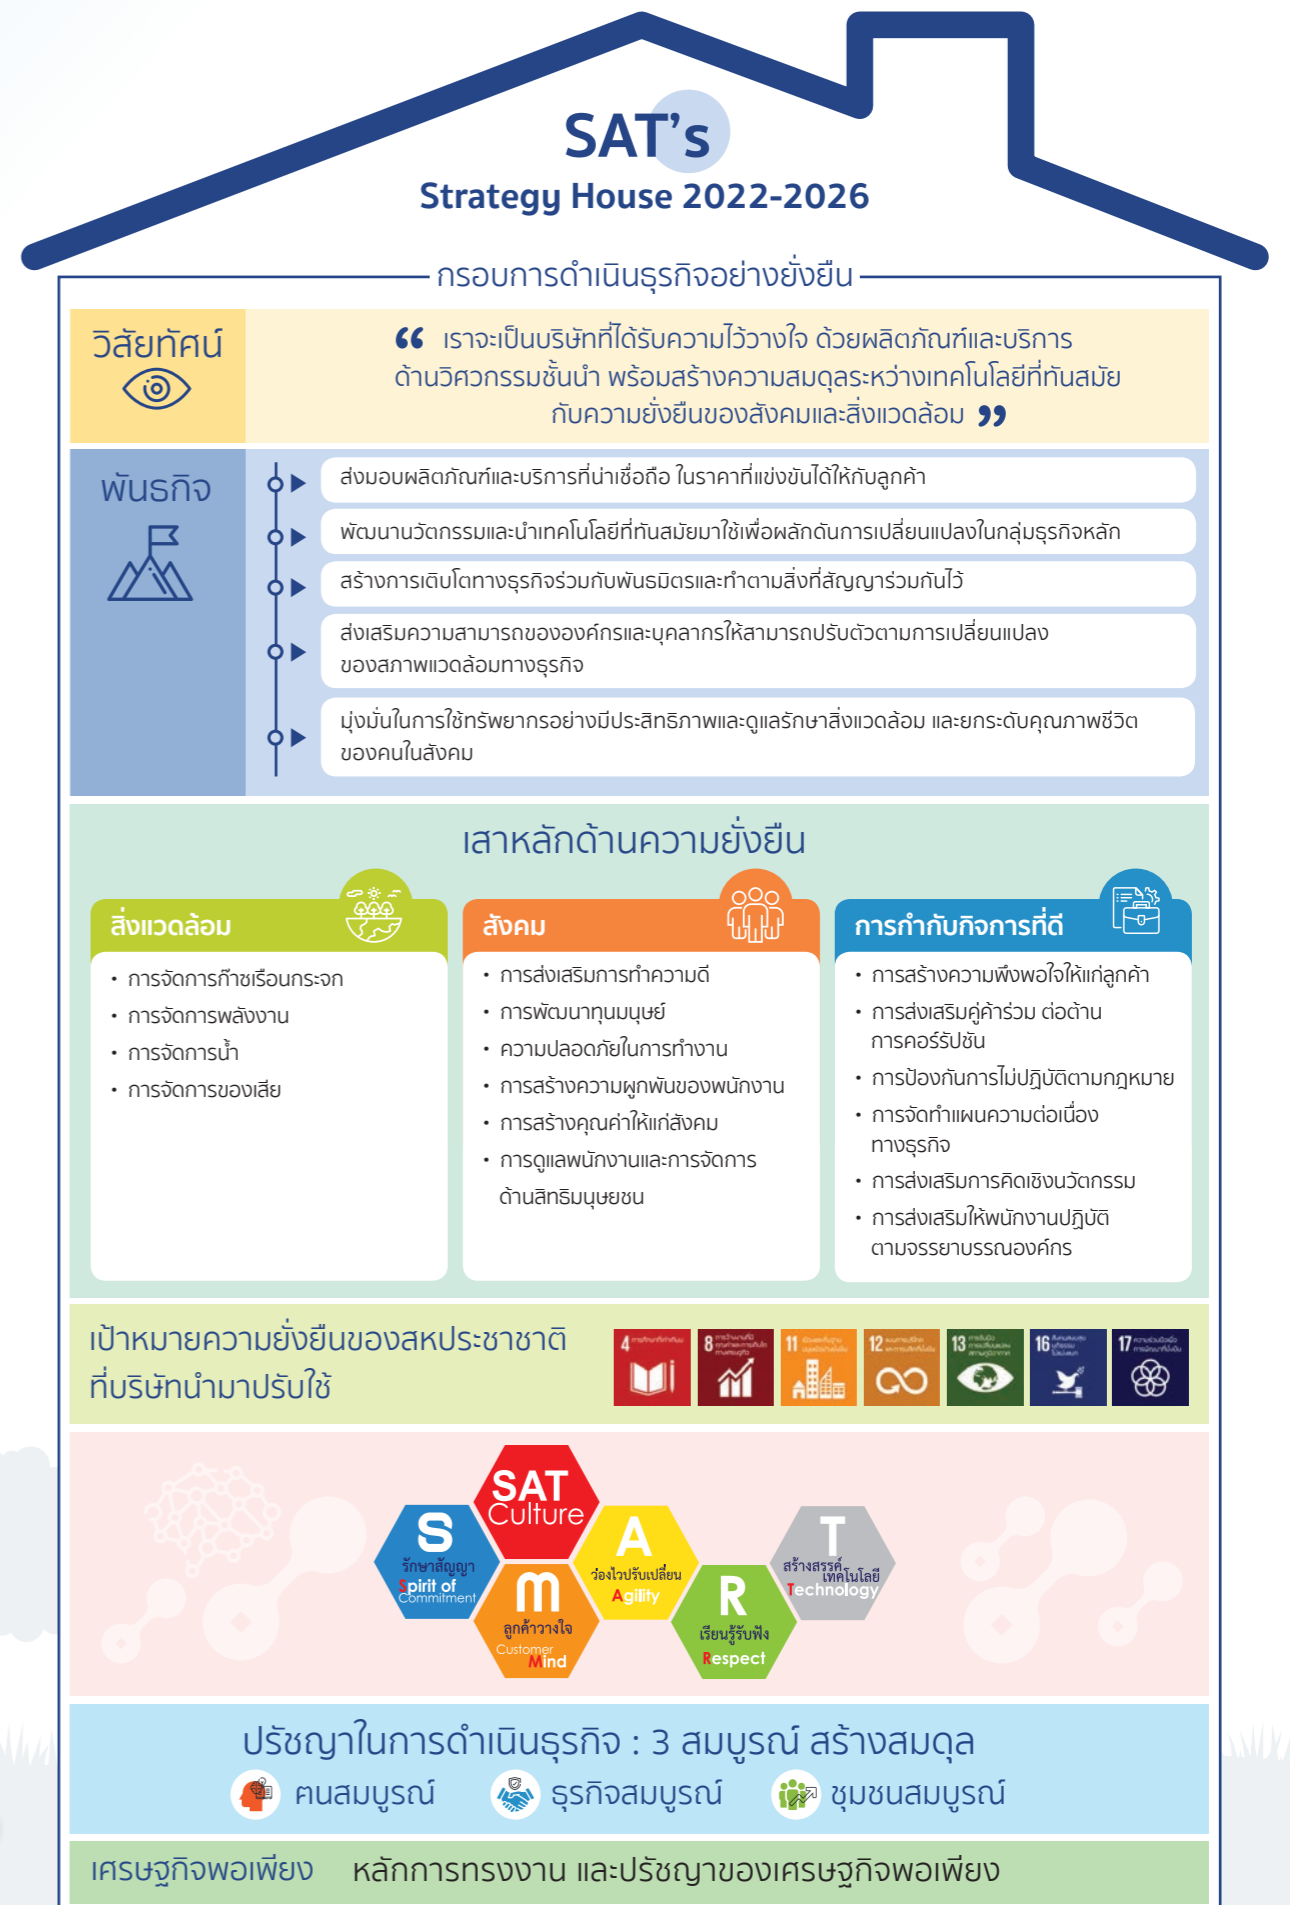 SAT's
Strategy House 2022-2026
กรอบการดำเนินธุรกิจอย่างยั่งยืน
วิสัยทัศน์
“ เราจะเป็นบริษัทที่ได้รับความไว้วางใจ ด้วยผลิตภัณฑ์และบริการ
ด้านวิศวกรรมชั้นนำ พร้อมสร้างความสมดุลระหว่างเทคโนโลยีที่ทันสมัย
กับความยั่งยืนของสังคมและสิ่งแวดล้อม ”
พันธกิจ
ส่งมอบผลิตภัณฑ์และบริการที่น่าเชื่อถือ ในราคาที่แข่งขันได้ให้กับลูกค้า
พัฒนานวัตกรรมและนำเทคโนโลยีที่ทันสมัยมาใช้เพื่อผลักดันการเปลี่ยนแปลงในกลุ่มธุรกิจหลัก
สร้างการเติบโตทางธุรกิจร่วมกับพันธมิตรและทำตามสิ่งที่สัญญาร่วมกันไว้
ส่งเสริมความสามารถขององค์กรและบุคลากรให้สามารถปรับตัวตามการเปลี่ยนแปลง
ของสภาพแวดล้อมทางธุรกิจ
มุ่งมั่นในการใช้ทรัพยากรอย่างมีประสิทธิภาพและดูแลรักษาสิ่งแวดล้อม และยกระดับคุณภาพชีวิต
ของคนในสังคม
เสาหลักด้านความยั่งยืน
สิ่งแวดล้อม
• การจัดการก๊าซเรือนกระจก
• การจัดการพลังงาน
• การจัดการน้ำ
• การจัดการของเสีย
สังคม
• การส่งเสริมการทำความดี
• การพัฒนาทุนมนุษย์
• ความปลอดภัยในการทำงาน
• การสร้างความผูกพันของพนักงาน
• การสร้างคุณค่าให้แก่สังคม
• การดูแลพนักงานและการจัดการ
ด้านสิทธิมนุษยชน
การกำกับกิจการที่ดี
• การสร้างความพึงพอใจให้แก่ลูกค้า
• การส่งเสริมคู่ค้าร่วม ต่อต้าน
การคอร์รัปชัน
• การป้องกันการไม่ปฏิบัติตามกฎหมาย
• การจัดทำแผนความต่อเนื่อง
ทางธุรกิจ
• การส่งเสริมการคิดเชิงนวัตกรรม
• การส่งเสริมให้พนักงานปฏิบัติ
ตามจรรยาบรรณองค์กร
เป้าหมายความยั่งยืนของสหประชาชาติ
ที่บริษัทนำมาปรับใช้
4
8
11
12
13
16
17
SAT
Culture
S
รักษาสัญญา
Spirit of
Commitment
m
ลูกค้าวางใจ
Customer
Mind
A
ว่องไวปรับเปลี่ยน
Agility
R
เรียนรู้รับฟัง
Respect
T
สร้างสรรค์
เทคโนโลยี
Technology
ปรัชญาในการดำเนินธุรกิจ : 3 สมบูรณ์ สร้างสมดุล
คนสมบูรณ์
ธุรกิจสมบูรณ์
ชุมชนสมบูรณ์
เศรษฐกิจพอเพียง หลักการทรงงาน และปรัชญาของเศรษฐกิจพอเพียง